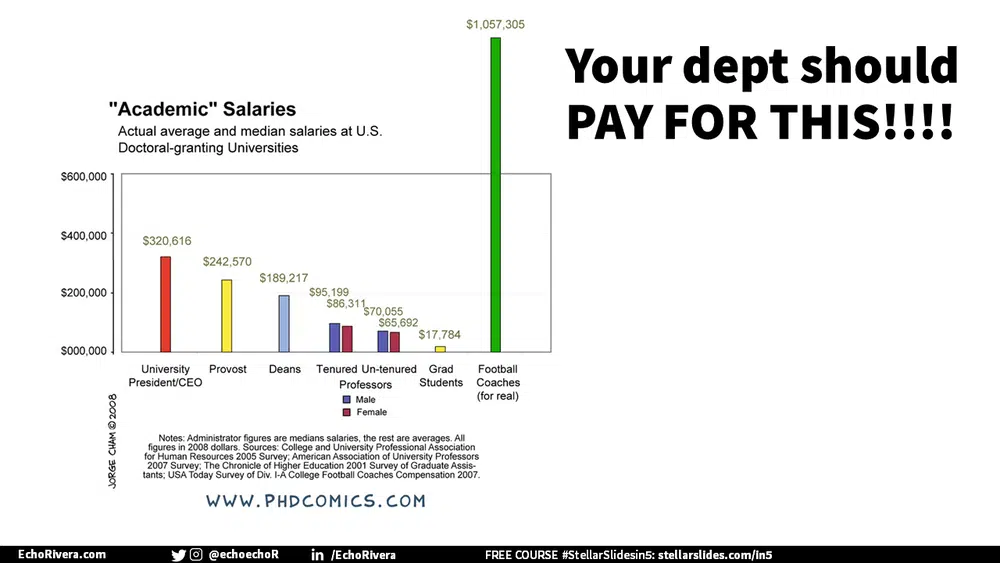 $1,057,305
Your dept should
PAY FOR THIS!!!!
"Academic" Salaries
Actual average and median salaries at U.S.
Doctoral-granting Universities
$600,000
$400,000
$200,000
$000,000
$320,616
$242,570
$189,217
$95,199
$86,311
$70,055
$65,692
$17,784
University
President/CEO
Provost
Deans
Tenured Un-tenured
Professors
Male
Female
Grad
Students
Football
Coaches
(for real)
JORGE CHAM © 2008
Notes: Administrator figures are medians salaries, the rest are averages. All
figures in 2008 dollars. Sources: College and University Professional Association
for Human Resources 2005 Survey; American Association of University Professors
2007 Survey; The Chronicle of Higher Education 2001 Survey of Graduate Assis-
tants; USA Today Survey of Div. I-A College Football Coaches Compensation 2007.
WWW.PHDCOMICS.COM
EchoRivera.com
@echoechoR
in /EchoRivera
FREE COURSE #StellarSlidesin5: stellarslides.com/in5